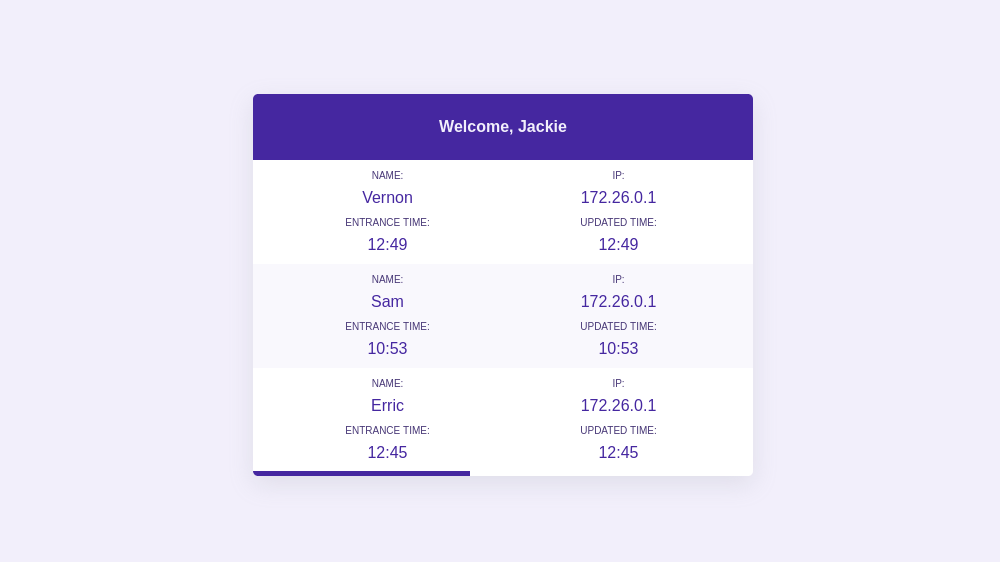 Welcome, Jackie
NAME: IP:
Vernon 172.26.0.1
ENTRANCE TIME: UPDATED TIME:
12:49 12:49
NAME: IP:
Sam 172.26.0.1
ENTRANCE TIME: UPDATED TIME:
10:53 10:53
NAME: IP:
Erric 172.26.0.1
ENTRANCE TIME: UPDATED TIME:
12:45 12:45